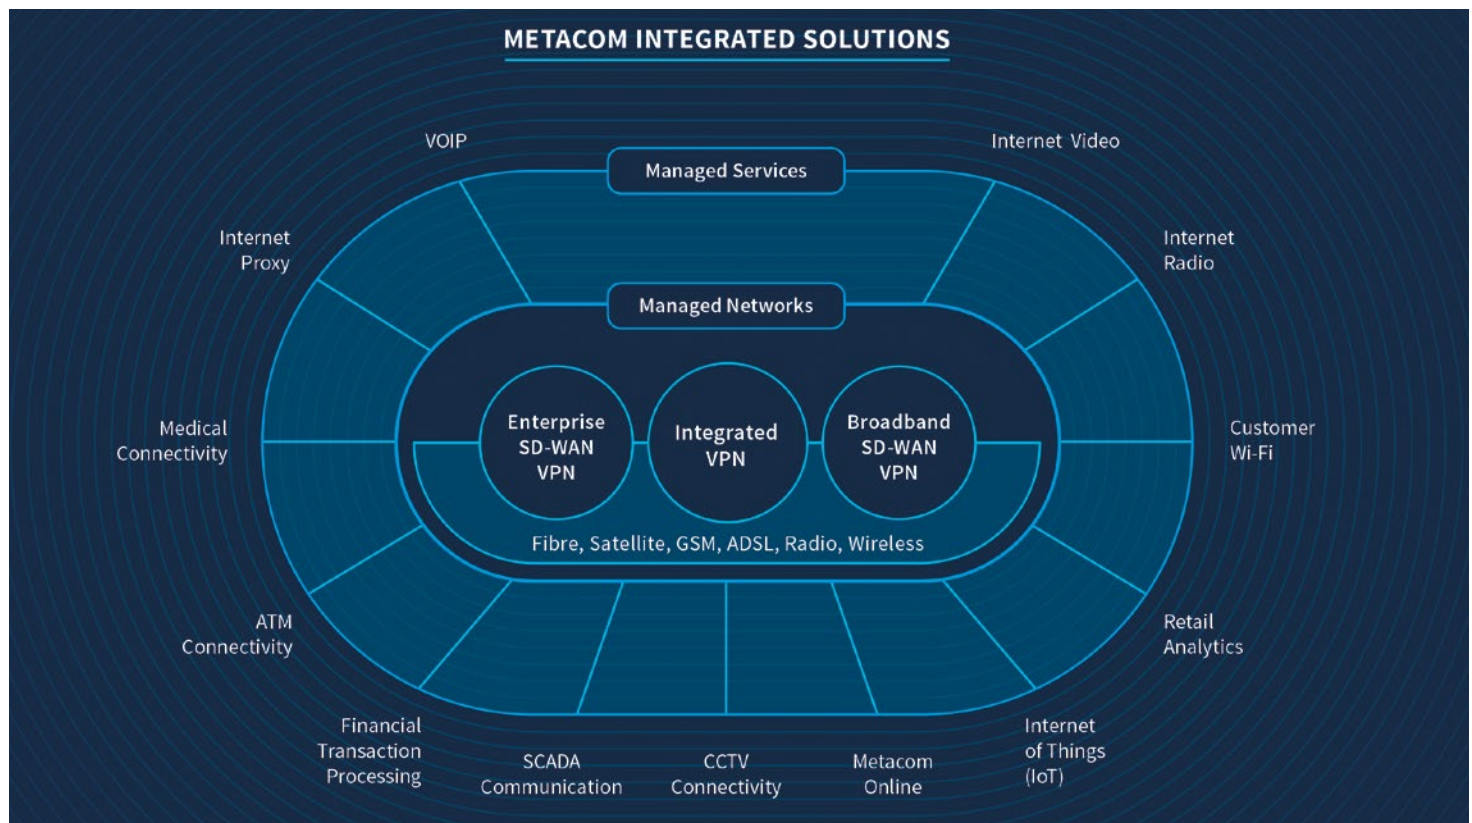 METACOM INTEGRATED SOLUTIONS
VOIP
Internet Video
Managed Services
Internet
Proxy
Internet
Radio
Managed Networks
Medical
Connectivity
Enterprise
SD-WAN
VPN
Integrated
VPN
Broadband
SD-WAN
VPN
Customer
Wi-Fi
Fibre, Satellite, GSM, ADSL, Radio, Wireless
ATM
Connectivity
Retail
Analytics
Financial
Transaction
Processing
SCADA
Communication
CCTV
Connectivity
Metacom
Online
Internet
of Things
(IoT)